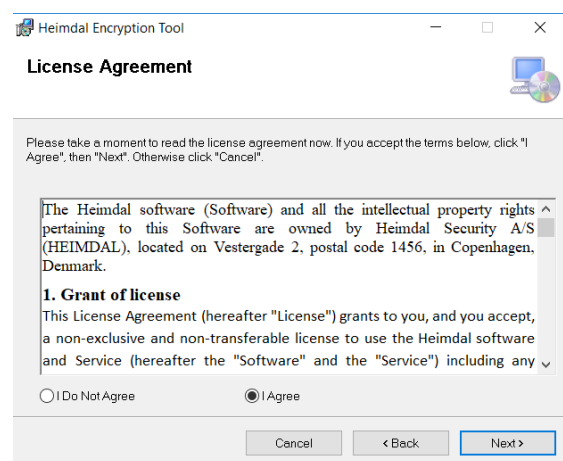 Heimdal Encryption Tool
License Agreement
Please take a moment to read the license agreement now. If you accept the terms below, click "I
Agree", then "Next". Otherwise click "Cancel".
The Heimdal software (Software) and all the intellectual property rights
pertaining to this Software are owned by Heimdal Security A/S
(HEIMDAL), located on Vestergade 2, postal code 1456, in Copenhagen,
Denmark.
1. Grant of license
This License Agreement (hereafter "License") grants to you, and you accept,
a non-exclusive and non-transferable license to use the Heimdal software
and Service (hereafter the "Software" and the "Service") including any
I Do Not Agree
I Agree
Cancel
< Back
Next >